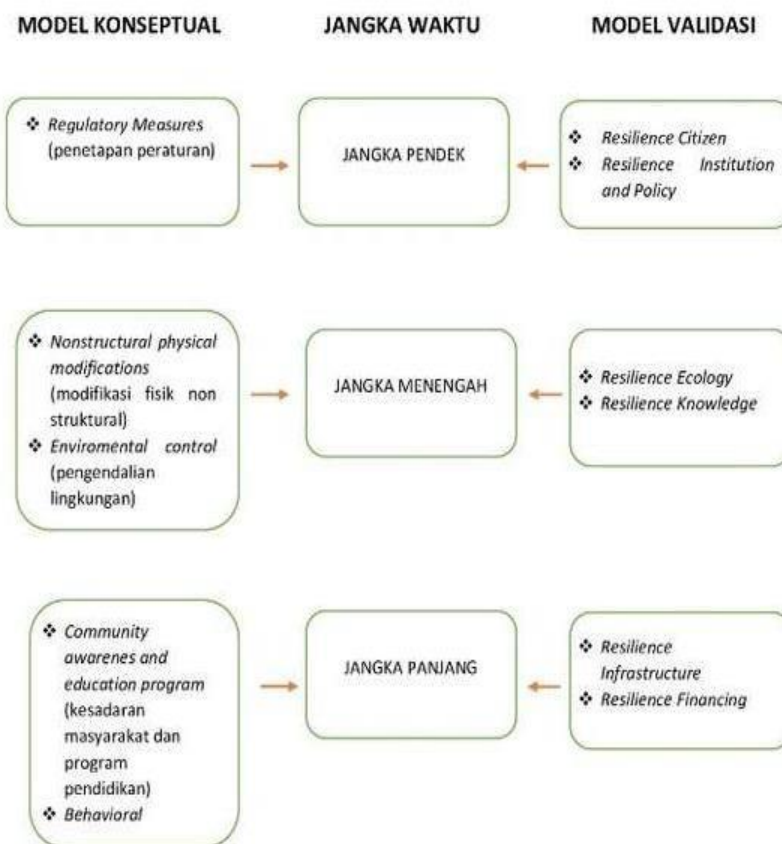 MODEL KONSEPTUAL
JANGKA WAKTU
MODEL VALIDASI
❖ Regulatory Measures
(penetapan peraturan)
JANGKA PENDEK
❖ Resilience Citizen
❖ Resilience Institution
and Policy
❖ Nonstructural physical
modifications
(modifikasi fisik non
struktural)
❖ Enviromental control
(pengendalian
lingkungan)
JANGKA MENENGAH
❖ Resilience Ecology
❖ Resilience Knowledge
❖ Community
awarenes and
education program
(kesadaran
masyarakat dan
program
pendidikan)
❖ Behavioral
JANGKA PANJANG
❖ Resilience
Infrastructure
❖ Resilience Financing